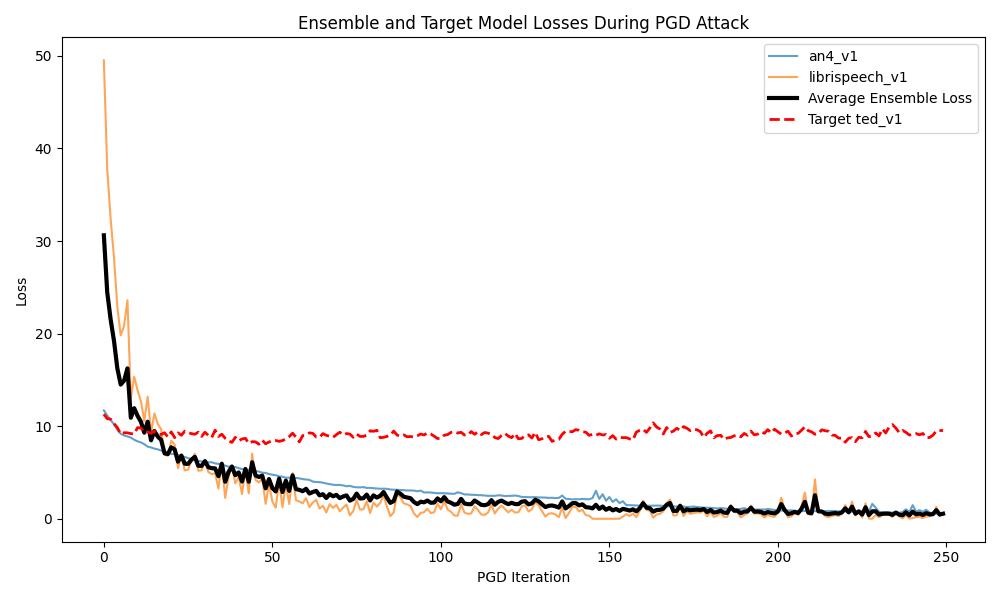 Ensemble and Target Model Losses During PGD Attack
an4_v1
librispeech_v1
Average Ensemble Loss
Target ted_v1
Loss
50
40
30
20
10
0
0 50 100 150 200 250
PGD Iteration